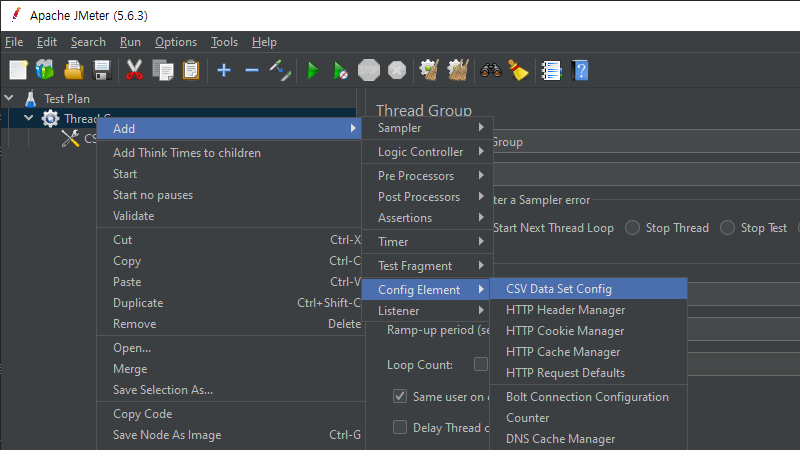 Apache JMeter (5.6.3)
File Edit Search Run Options Tools Help
Test Plan
Thread G
CS
Add
Add Think Times to children
Start
Start no pauses
Validate
Cut Ctrl-X
Copy Ctrl-C
Paste Ctrl-V
Duplicate Ctrl+Shift-C
Remove Delete
Open...
Merge
Save Selection As...
Copy Code
Save Node As Image Ctrl-G
Sampler
Logic Controller
Pre Processors
Post Processors
Assertions
Timer
Test Fragment
Config Element
Listener
CSV Data Set Config
HTTP Header Manager
HTTP Cookie Manager
HTTP Cache Manager
HTTP Request Defaults
Bolt Connection Configuration
Counter
DNS Cache Manager
Thread Group
Group
ter a Sampler error
Start Next Thread Loop Stop Thread Stop Test
Ramp-up period (se
Loop Count:
Same user on e
Delay Thread c